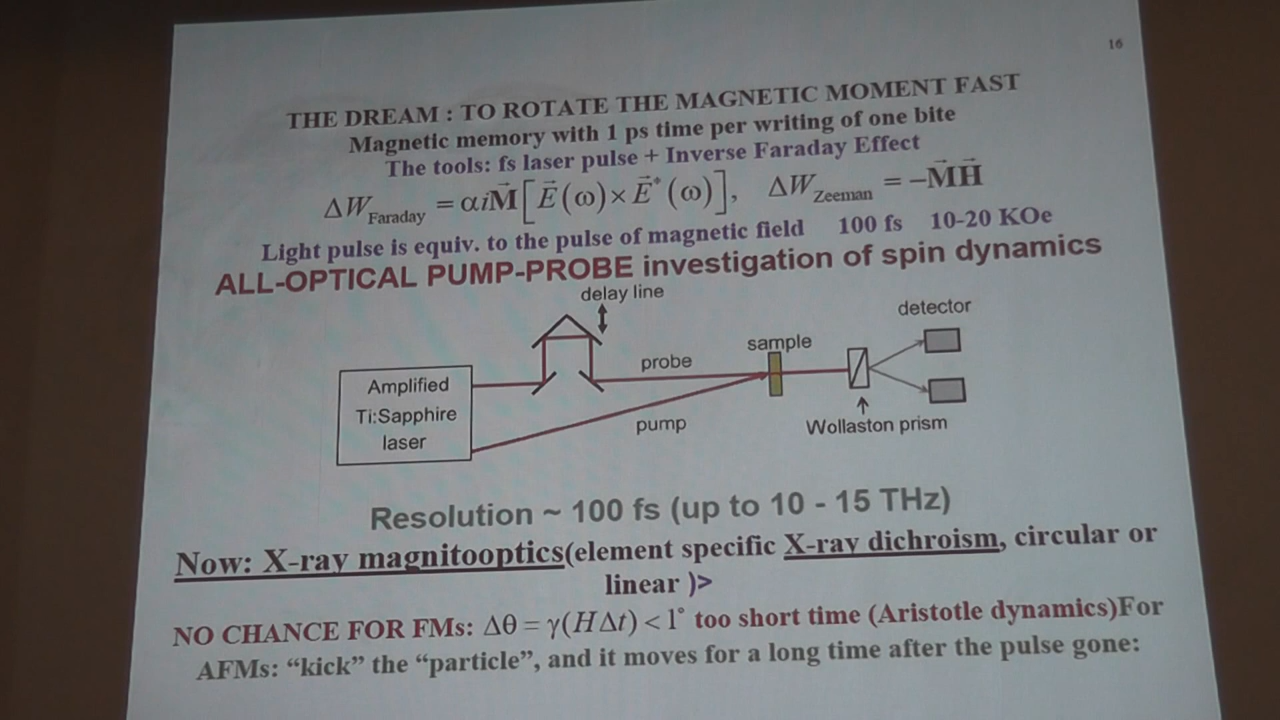 16
THE DREAM : TO ROTATE THE MAGNETIC MOMENT FAST
Magnetic memory with 1 ps time per writing of one bite
The tools: fs laser pulse + Inverse Faraday Effect
ΔW_Faraday = αiM⃗[E⃗(ω)×E⃗*(ω)], ΔW_Zeeman = −M⃗H⃗
Light pulse is equiv. to the pulse of magnetic field 100 fs 10-20 KOe
ALL-OPTICAL PUMP-PROBE investigation of spin dynamics
delay line
detector
sample
probe
Amplified
Ti:Sapphire
laser
pump
Wollaston prism
Resolution ~ 100 fs (up to 10 - 15 THz)
Now: X-ray magnitooptics(element specific X-ray dichroism, circular or
linear )>
NO CHANCE FOR FMs: Δθ = γ(HΔt) < 1° too short time (Aristotle dynamics)For
AFMs: “kick” the “particle”, and it moves for a long time after the pulse gone: